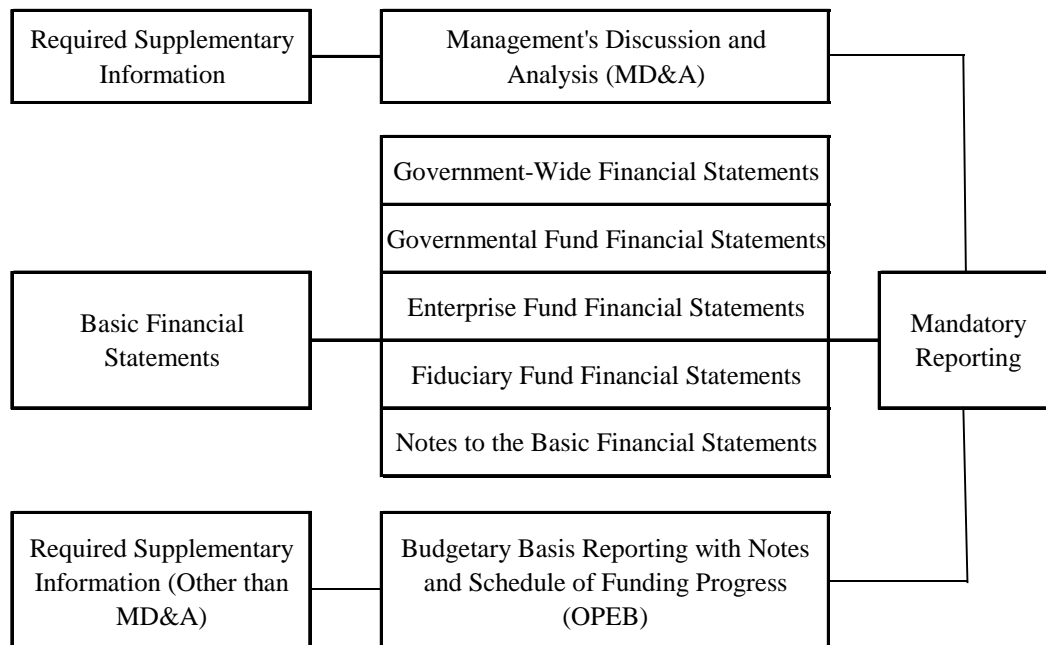 Required Supplementary
Information
Management's Discussion and
Analysis (MD&A)
Government-Wide Financial Statements
Governmental Fund Financial Statements
Basic Financial
Statements
Enterprise Fund Financial Statements
Fiduciary Fund Financial Statements
Notes to the Basic Financial Statements
Mandatory
Reporting
Required Supplementary
Information (Other than
MD&A)
Budgetary Basis Reporting with Notes
and Schedule of Funding Progress
(OPEB)